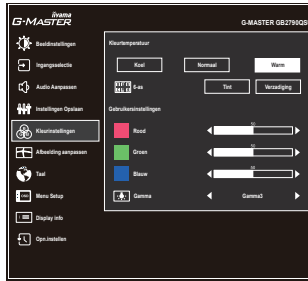 iiyama
G-MASTER
G-MASTER GB2790QS
Beeldinstellingen
Kleurtemperatuur
Ingangsselectie
Koel Normaal Warm
Audio Aanpassen
6-as Tint Verzadiging
Instellingen Opslaan
Gebruikersinstellingen
Kleurinstellingen
50
Rood
Afbeelding aanpassen
50
Groen
Taal
50
Blauw
Menu Setup
Gamma Gamma3
Display info
Opn.instellen